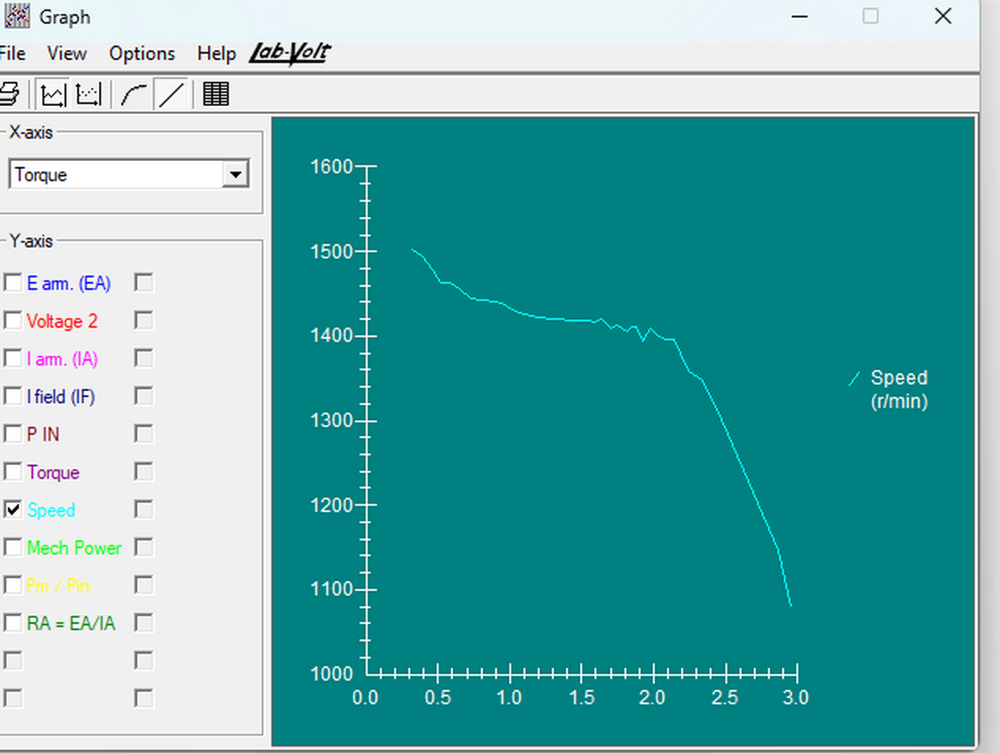 Graph
File View Options Help Lab-Volt
X-axis
Torque
Y-axis
E arm. (EA)
Voltage 2
I arm. (IA)
I field (IF)
P IN
Torque
Speed
Mech Power
Pm / Pin
RA = EA/IA
1600
1500
1400
1300
1200
1100
1000
0.0 0.5 1.0 1.5 2.0 2.5 3.0
Speed
(r/min)